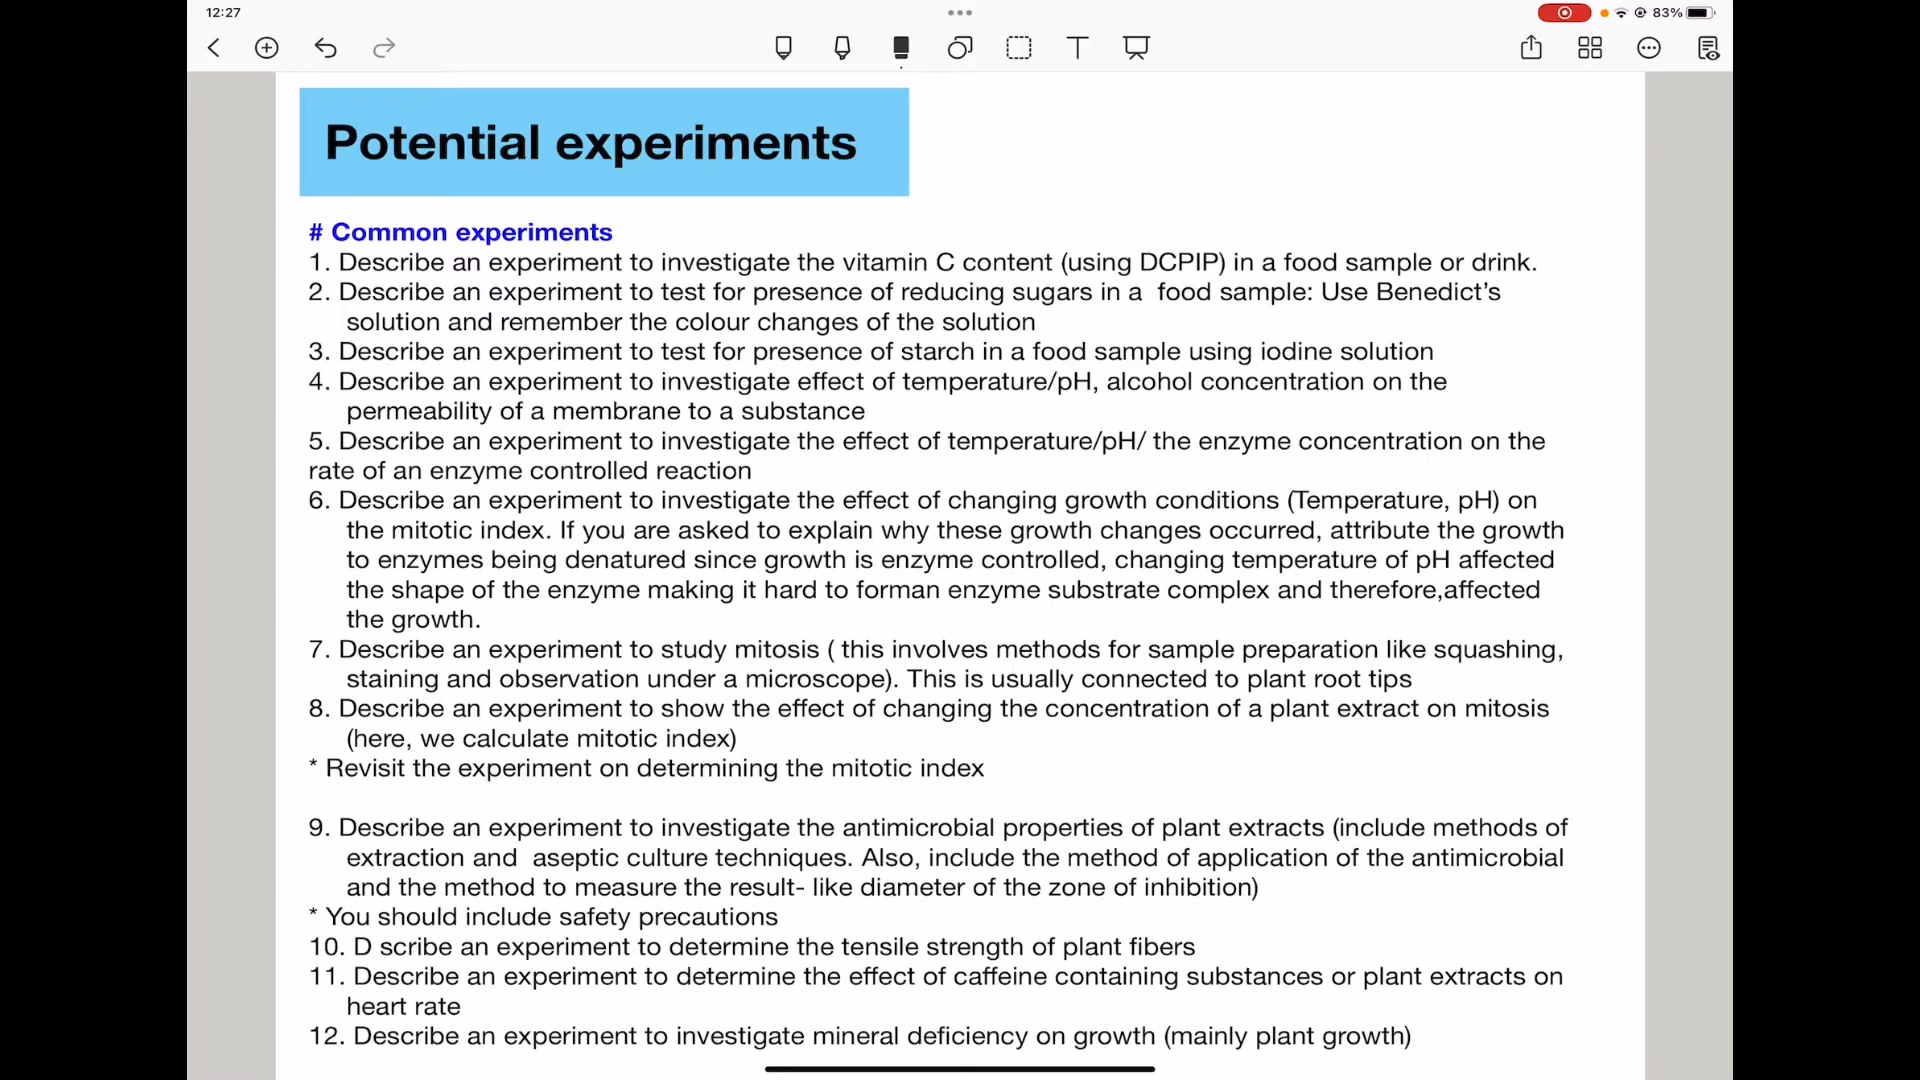 12:27
83%
Potential experiments
# Common experiments
1. Describe an experiment to investigate the vitamin C content (using DCPIP) in a food sample or drink.
2. Describe an experiment to test for presence of reducing sugars in a  food sample: Use Benedict’s
solution and remember the colour changes of the solution
3. Describe an experiment to test for presence of starch in a food sample using iodine solution
4. Describe an experiment to investigate effect of temperature/pH, alcohol concentration on the
permeability of a membrane to a substance
5. Describe an experiment to investigate the effect of temperature/pH/ the enzyme concentration on the
rate of an enzyme controlled reaction
6. Describe an experiment to investigate the effect of changing growth conditions (Temperature, pH) on
the mitotic index. If you are asked to explain why these growth changes occurred, attribute the growth
to enzymes being denatured since growth is enzyme controlled, changing temperature of pH affected
the shape of the enzyme making it hard to forman enzyme substrate complex and therefore,affected
the growth.
7. Describe an experiment to study mitosis ( this involves methods for sample preparation like squashing,
staining and observation under a microscope). This is usually connected to plant root tips
8. Describe an experiment to show the effect of changing the concentration of a plant extract on mitosis
(here, we calculate mitotic index)
* Revisit the experiment on determining the mitotic index
9. Describe an experiment to investigate the antimicrobial properties of plant extracts (include methods of
extraction and  aseptic culture techniques. Also, include the method of application of the antimicrobial
and the method to measure the result- like diameter of the zone of inhibition)
* You should include safety precautions
10. D scribe an experiment to determine the tensile strength of plant fibers
11. Describe an experiment to determine the effect of caffeine containing substances or plant extracts on
heart rate
12. Describe an experiment to investigate mineral deficiency on growth (mainly plant growth)